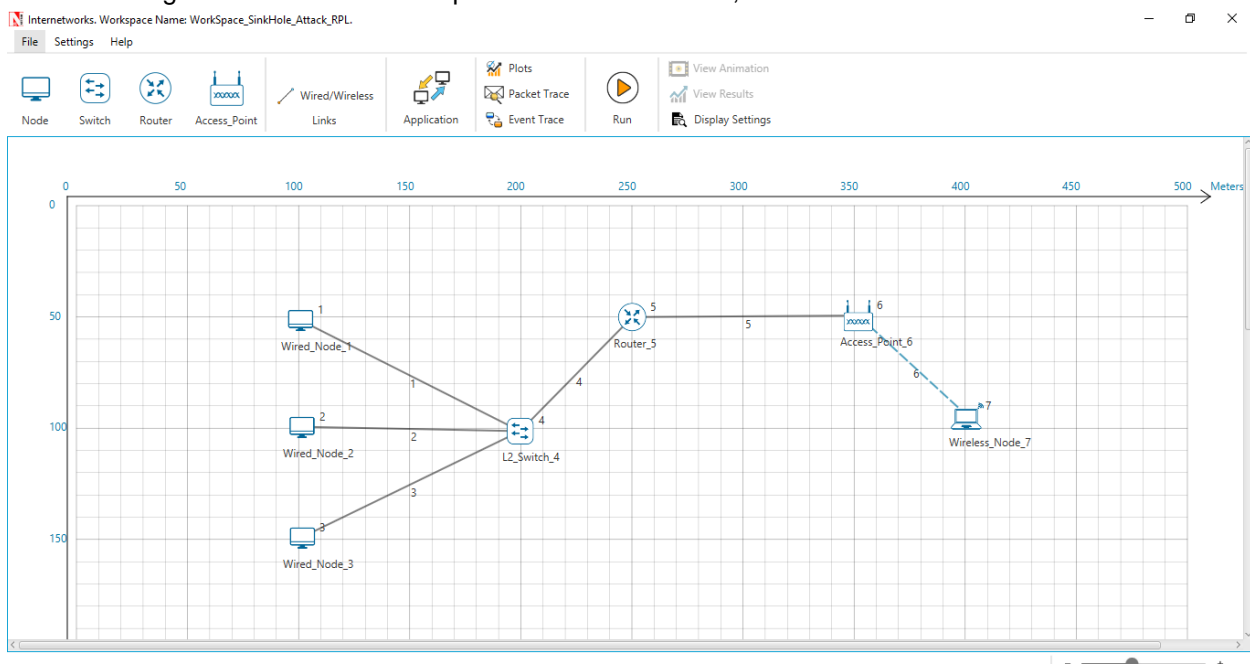 Internetworks. Workspace Name: WorkSpace_SinkHole_Attack_RPL.
File Settings Help
Plots
View Animation
Wired/Wireless
Packet Trace
View Results
Node Switch Router Access_Point Links Application Event Trace Run Display Settings
0 50 100 150 200 250 300 350 400 450 500 Meters
0
1 5 6
50
5
Wired_Node_1 Router_5 Access_Point_6
1 4 6
2 4 7
100
2
Wired_Node_2 L2_Switch_4 Wireless_Node_7
3
3
150
Wired_Node_3